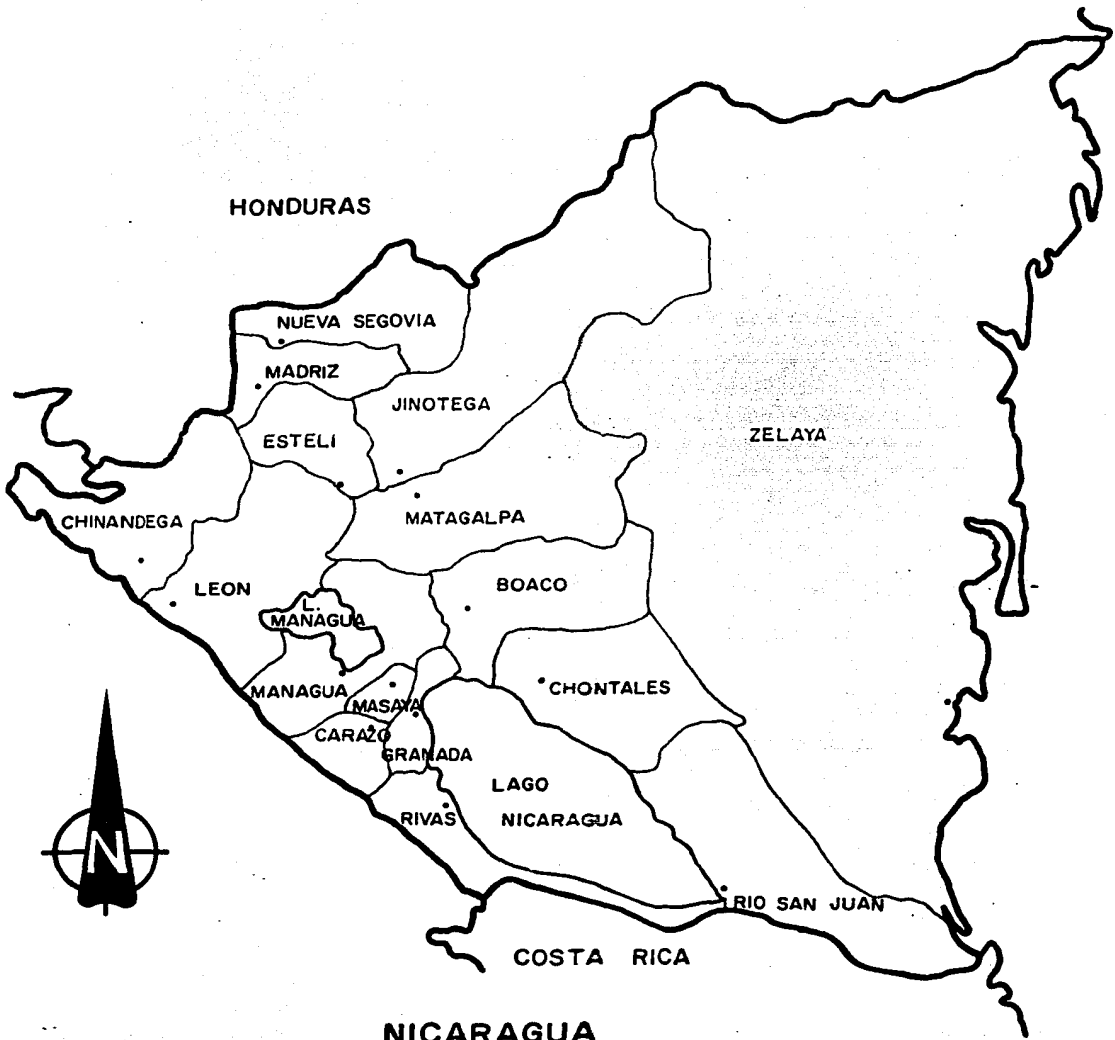 HONDURAS
NUEVA SEGOVIA
MADRIZ
JINOTEGA
ESTELI
ZELAYA
CHINANDEGA
MATAGALPA
LEON
BOACO
L.
MANAGUA
MANAGUA
CHONTALES
MASAYA
CARAZO
GRANADA
LAGO
NICARAGUA
RIVAS
N
RIO SAN JUAN
COSTA RICA
NICARAGUA